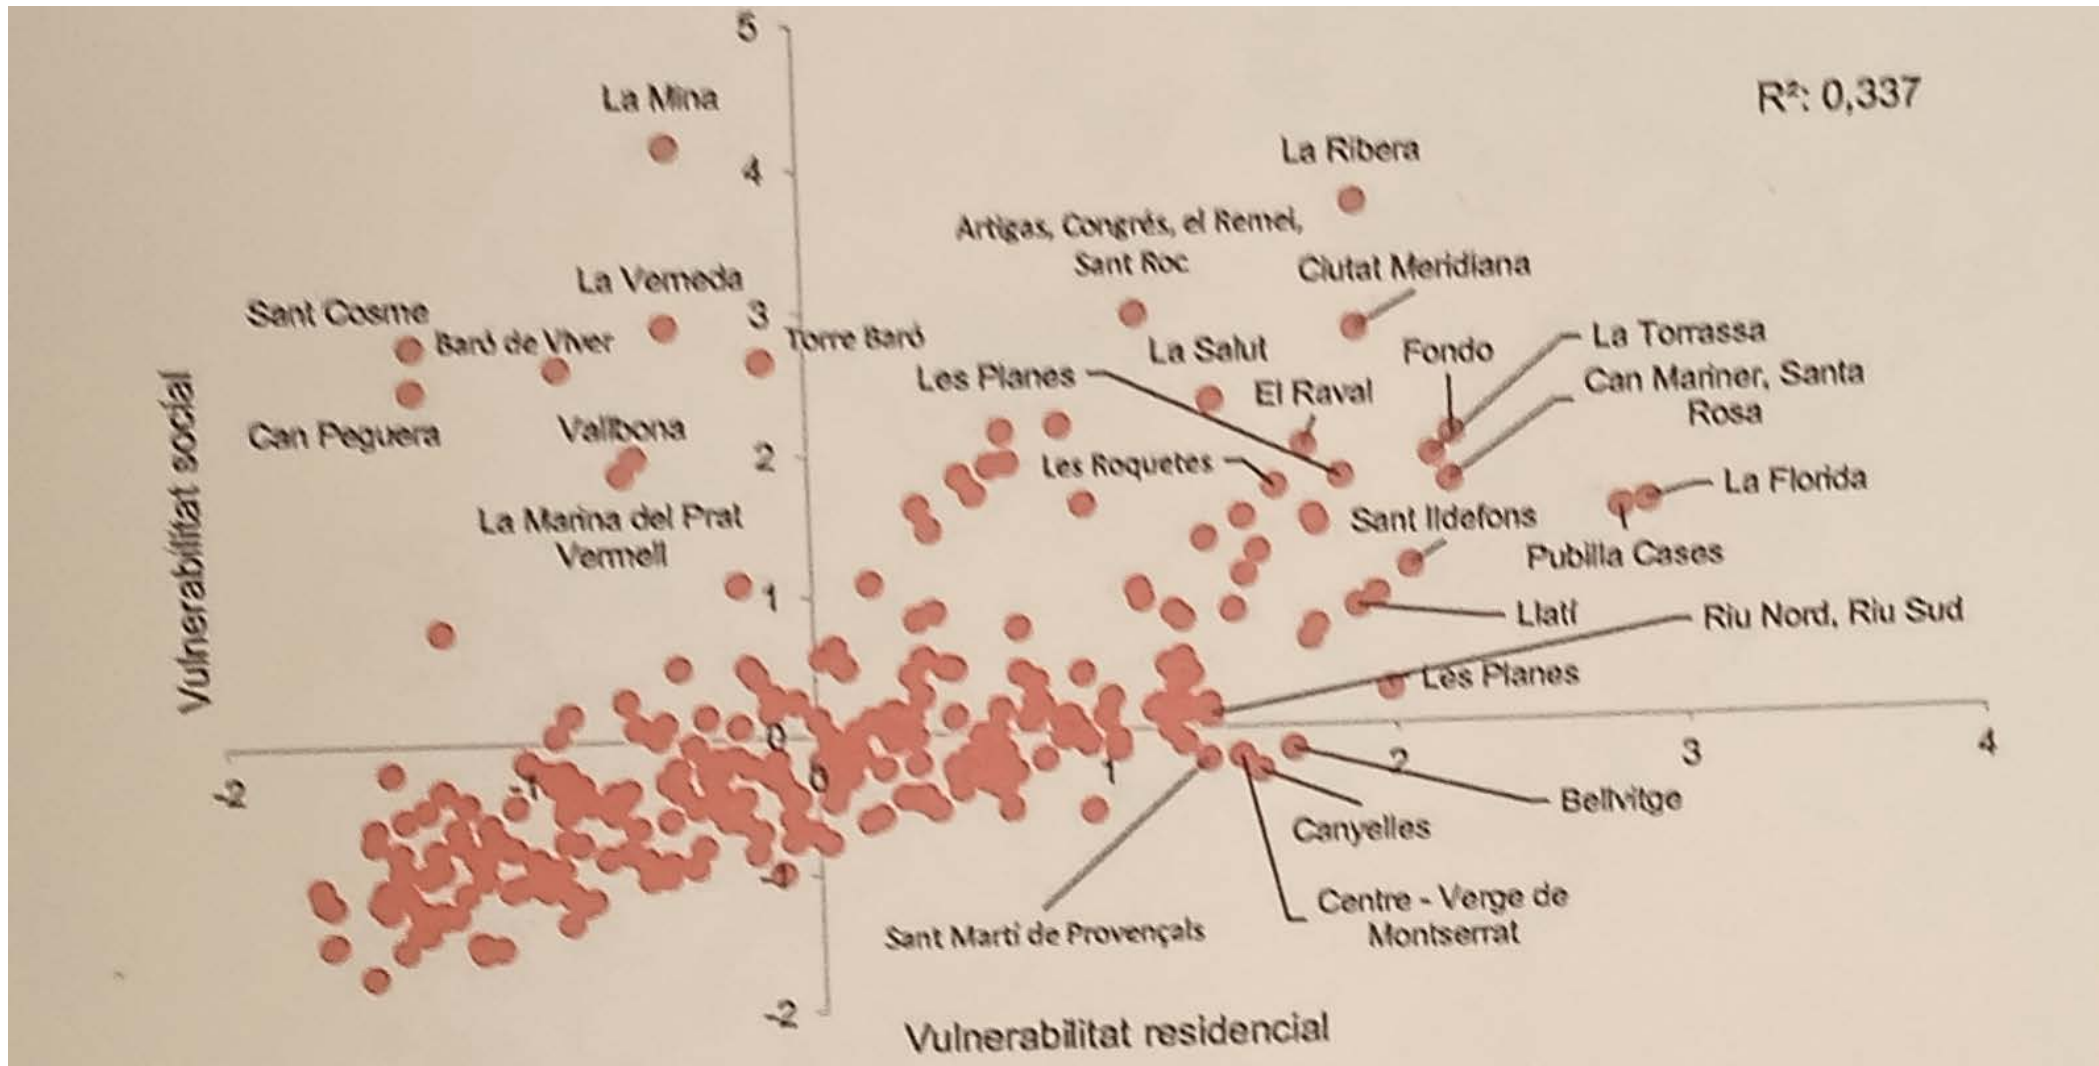 5
La Mina
R²: 0,337
4
La Ribera
Artigas, Congrés, el Remei,
Sant Roc
Ciutat Meridiana
La Verneda
3
Sant Cosme
Baró de Viver
Torre Baró
La Torrassa
La Salut
Fondo
Les Planes
El Raval
Can Mariner, Santa
Rosa
Can Peguera
Vallbona
2
Les Roquetes
La Florida
La Marina del Prat
Vermell
Sant Ildefons
Pubilla Cases
Vulnerabilitat social
1
Llatí
Riu Nord, Riu Sud
Les Planes
0
-2
-1
0
1
2
3
4
Bellvitge
Canyelles
-1
Centre - Verge de
Montserrat
Sant Martí de Provençals
-2
Vulnerabilitat residencial